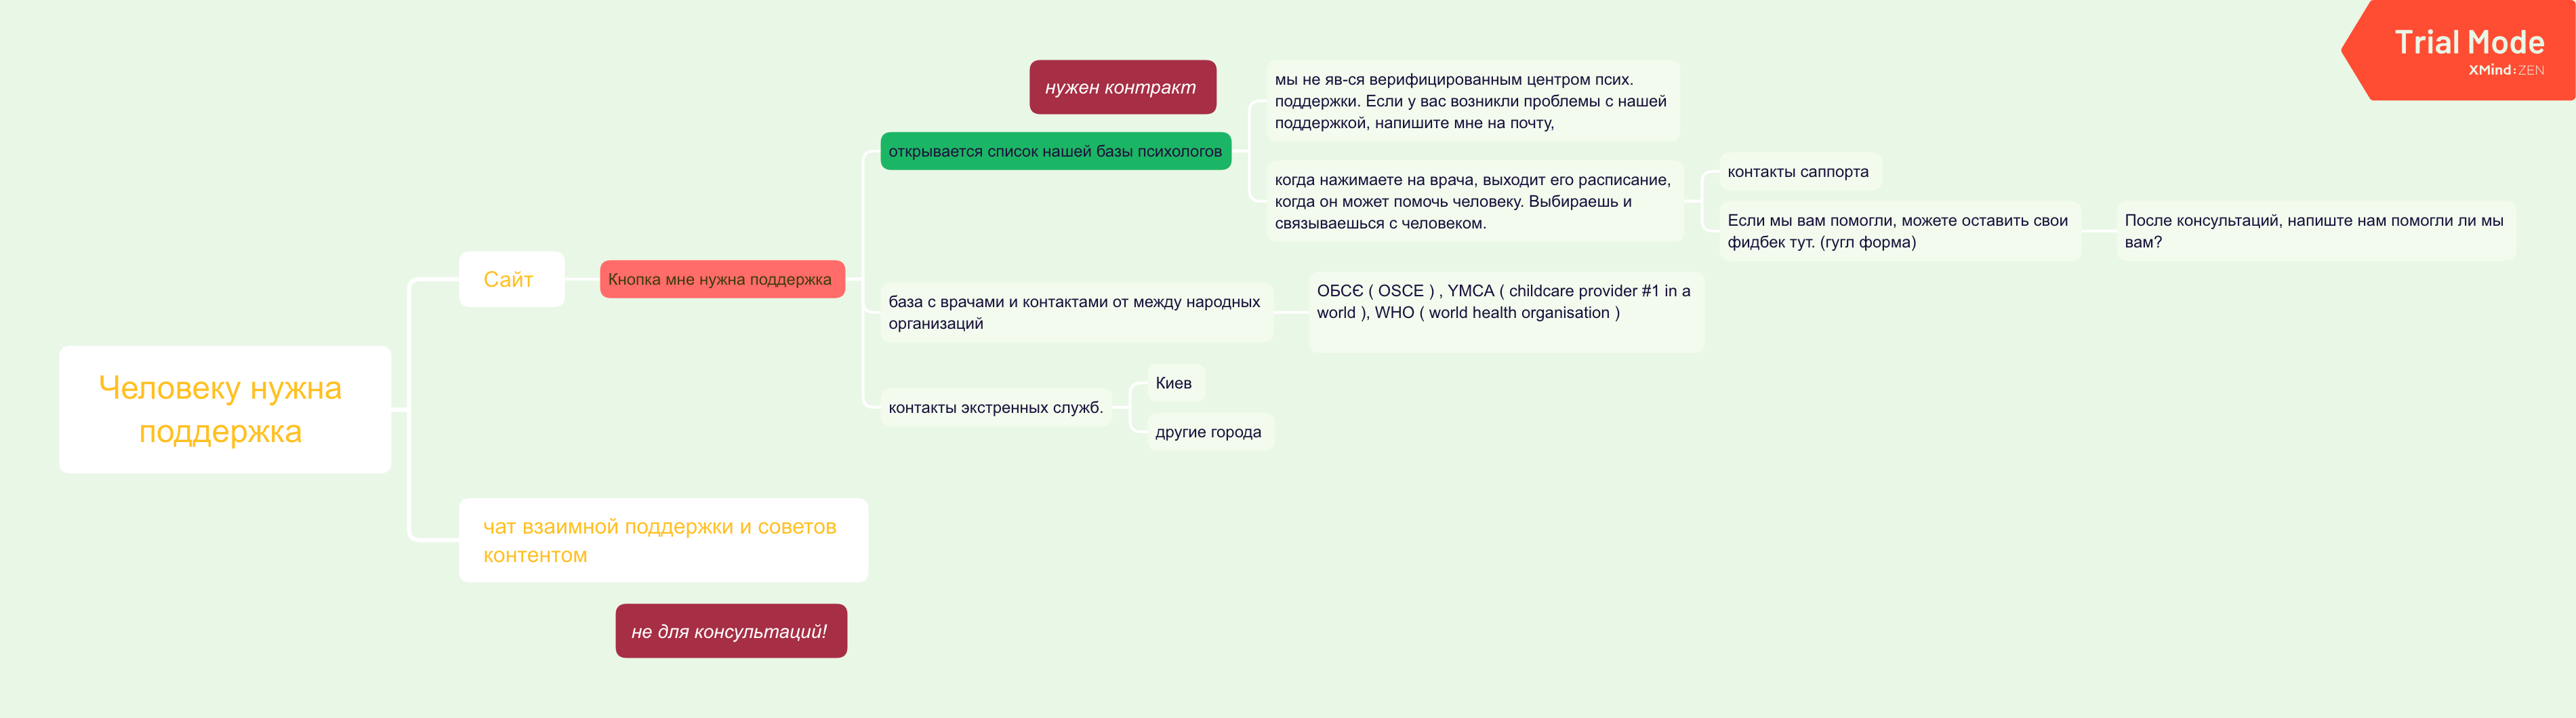 Trial Mode
XMind:ZEN
нужен контракт
мы не яв-ся верифицированным центром псих.
поддержки. Если у вас возникли проблемы с нашей
поддержкой, напишите мне на почту,
открывается список нашей базы психологов
когда нажимаете на врача, выходит его расписание,
когда он может помочь человеку. Выбираешь и
связываешься с человеком.
контакты саппорта
Если мы вам помогли, можете оставить свои
фидбек тут. (гугл форма)
После консультаций, напиште нам помогли ли мы
вам?
Сайт
Кнопка мне нужна поддержка
база с врачами и контактами от между народных
организаций
ОБСЄ ( OSCE ) , YMCA ( childcare provider #1 in a
world ), WHO ( world health organisation )
Человеку нужна
поддержка
контакты экстренных служб.
Киев
другие города
чат взаимной поддержки и советов
контентом
не для консультаций!